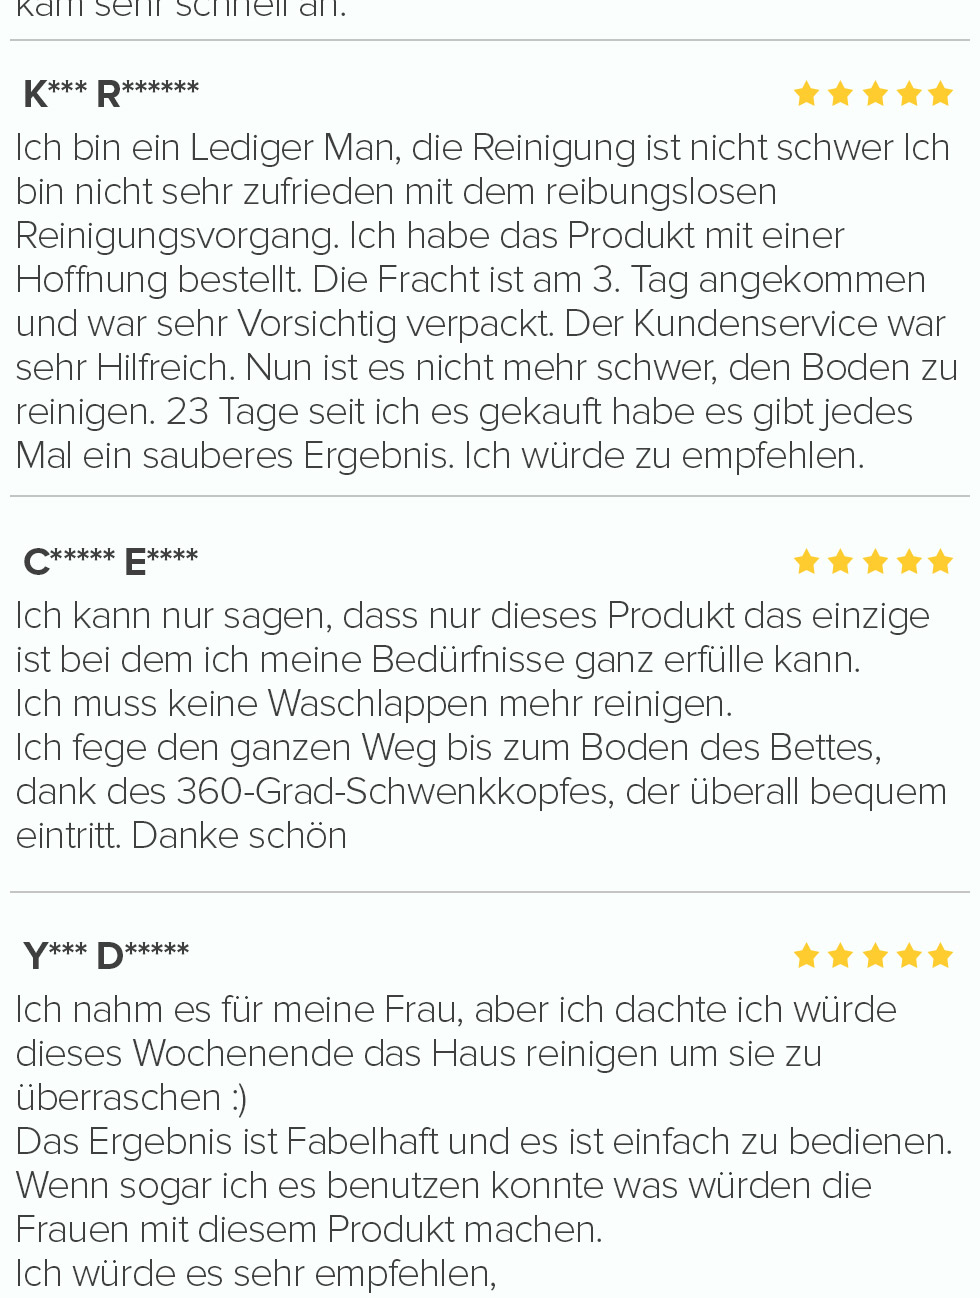 kam sehr schnell an.
K*** R******
Ich bin ein Lediger Man, die Reinigung ist nicht schwer Ich
bin nicht sehr zufrieden mit dem reibungslosen
Reinigungsvorgang. Ich habe das Produkt mit einer
Hoffnung bestellt. Die Fracht ist am 3. Tag angekommen
und war sehr Vorsichtig verpackt. Der Kundenservice war
sehr Hilfreich. Nun ist es nicht mehr schwer, den Boden zu
reinigen. 23 Tage seit ich es gekauft habe es gibt jedes
Mal ein sauberes Ergebnis. Ich würde zu empfehlen.
C***** E****
Ich kann nur sagen, dass nur dieses Produkt das einzige
ist bei dem ich meine Bedürfnisse ganz erfülle kann.
Ich muss keine Waschlappen mehr reinigen.
Ich fege den ganzen Weg bis zum Boden des Bettes,
dank des 360-Grad-Schwenkkopfes, der überall bequem
eintritt. Danke schön
Y*** D*****
Ich nahm es für meine Frau, aber ich dachte ich würde
dieses Wochenende das Haus reinigen um sie zu
überraschen :)
Das Ergebnis ist Fabelhaft und es ist einfach zu bedienen.
Wenn sogar ich es benutzen konnte was würden die
Frauen mit diesem Produkt machen.
Ich würde es sehr empfehlen,